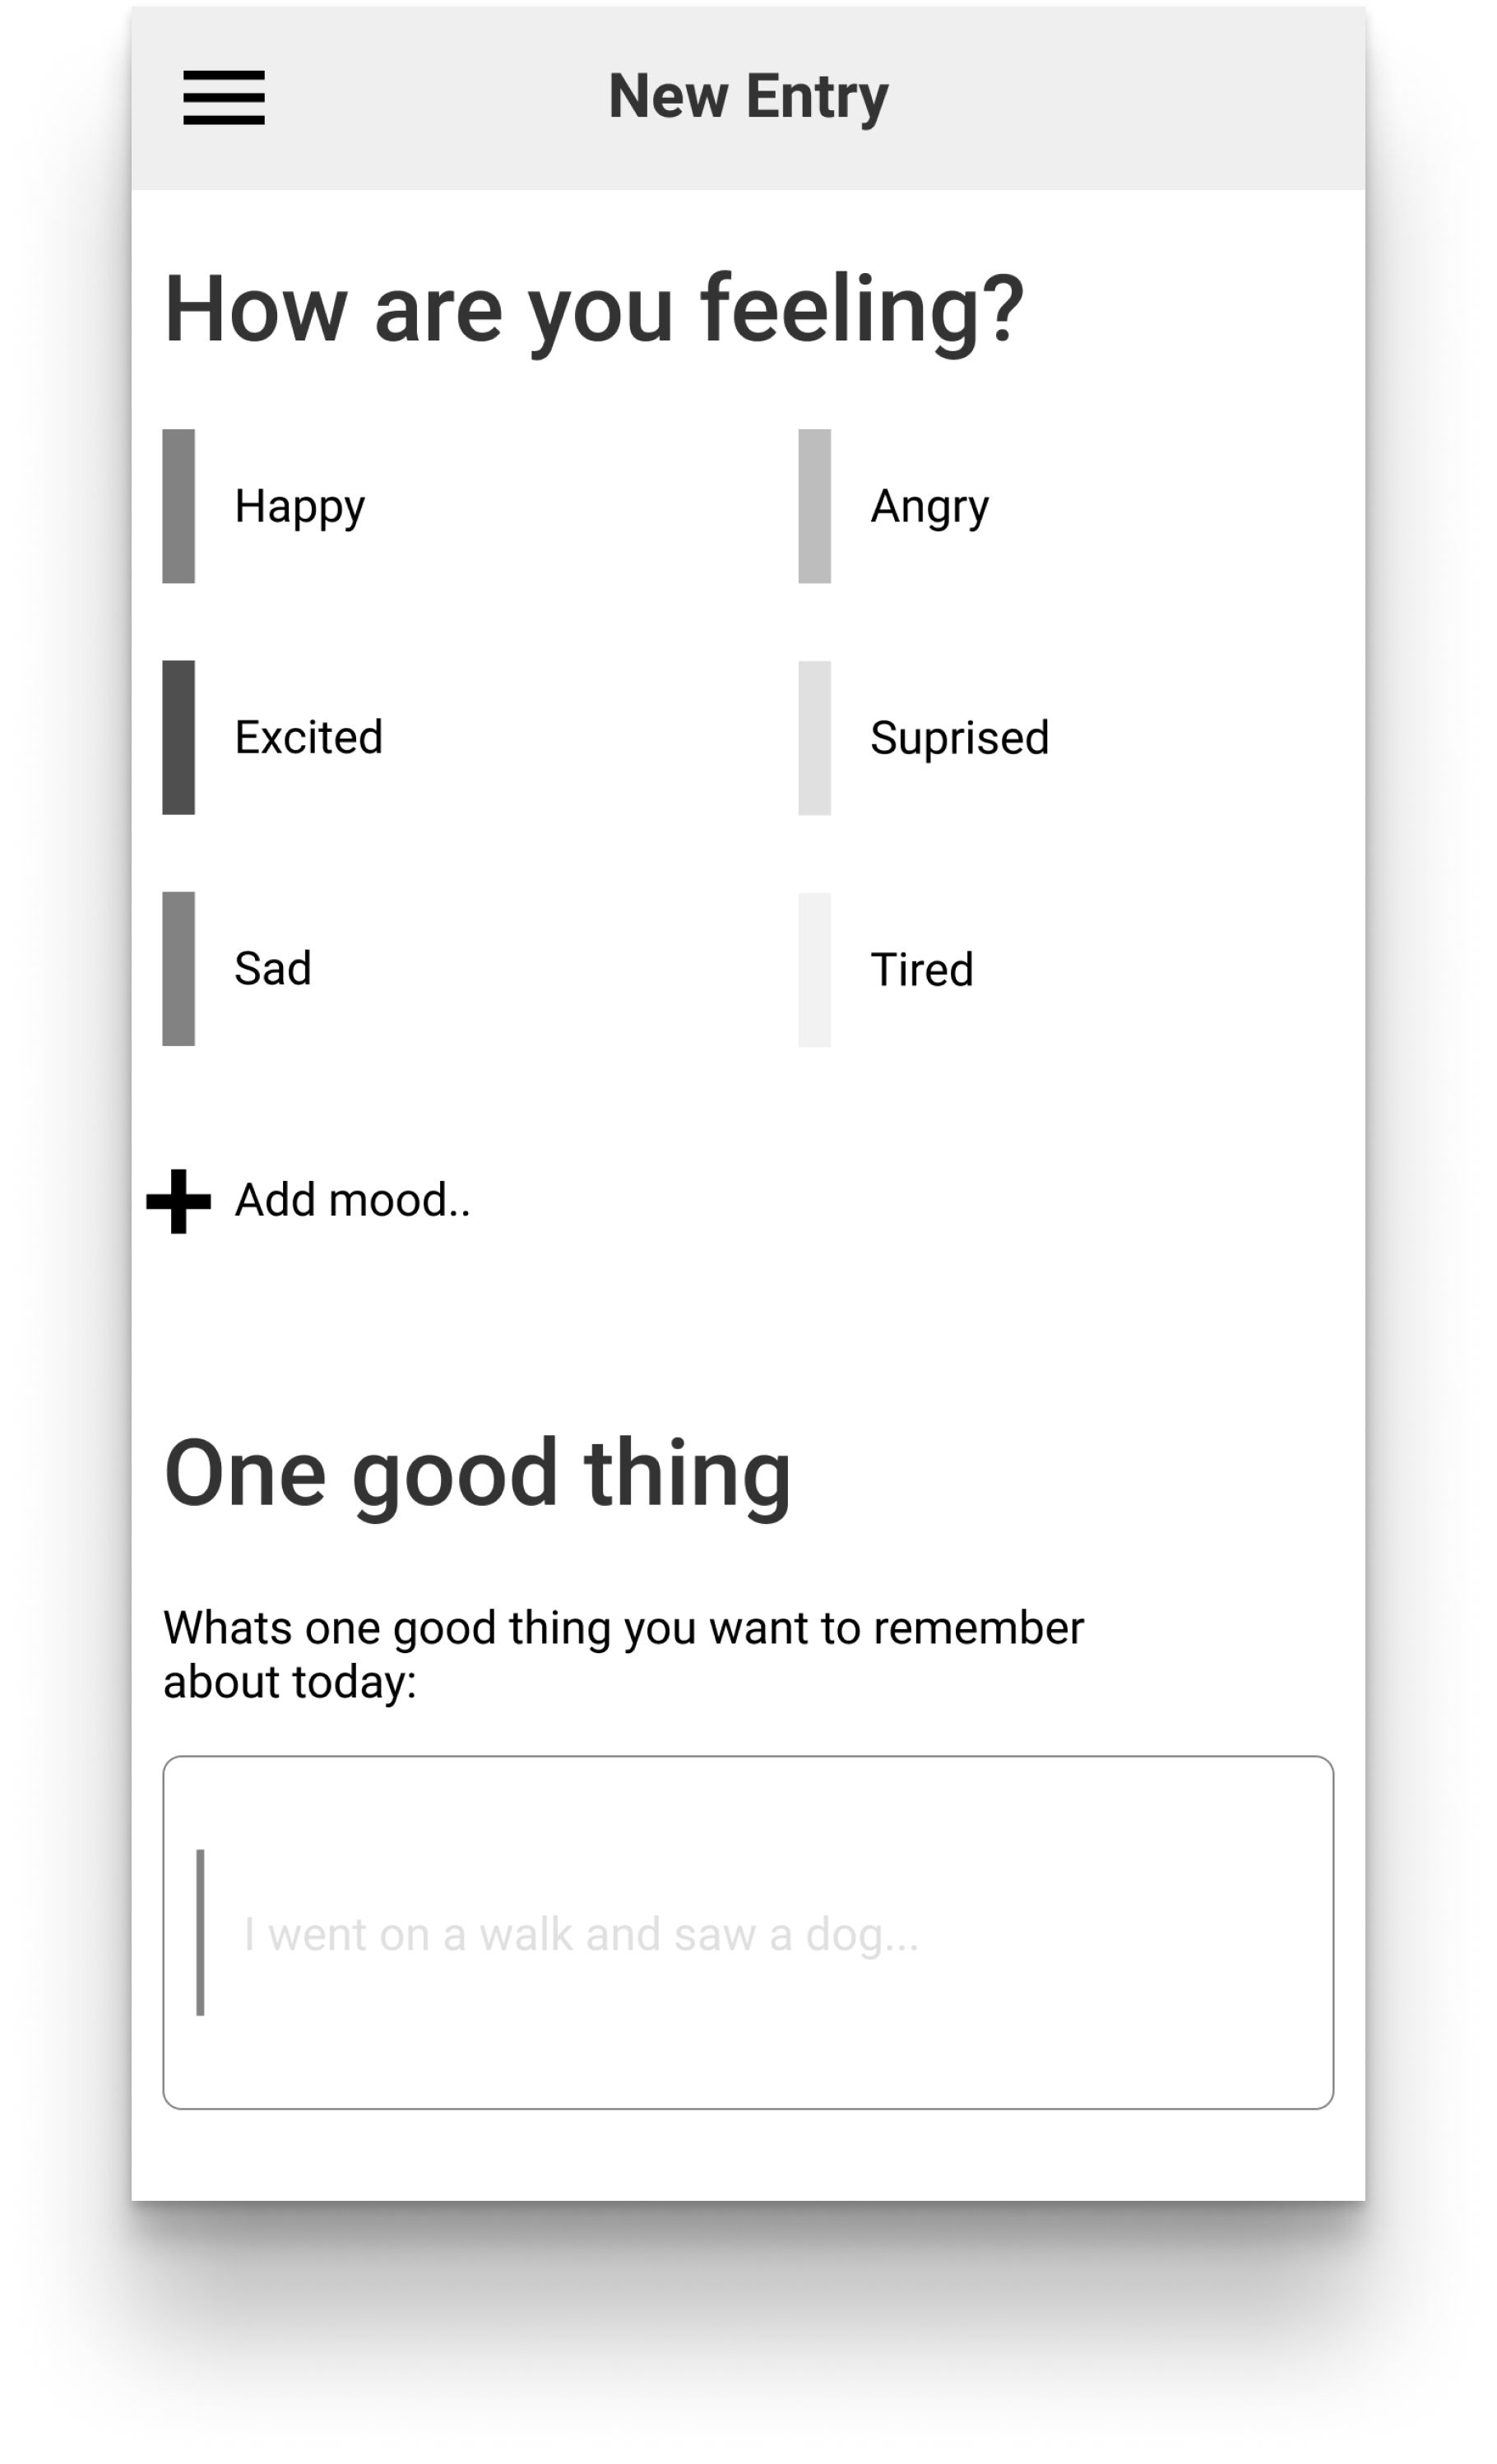 New Entry
How are you feeling?
Happy
Angry
Excited
Suprised
Sad
Tired
Add mood..
One good thing
Whats one good thing you want to remember
about today:
I went on a walk and saw a dog...